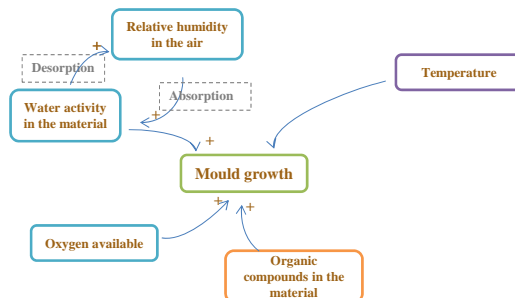 Relative humidity
in the air
+
Desorption
Temperature
Absorption
Water activity
in the material
+
+
Mould growth
+
+
Oxygen available
Organic
compounds in the
material